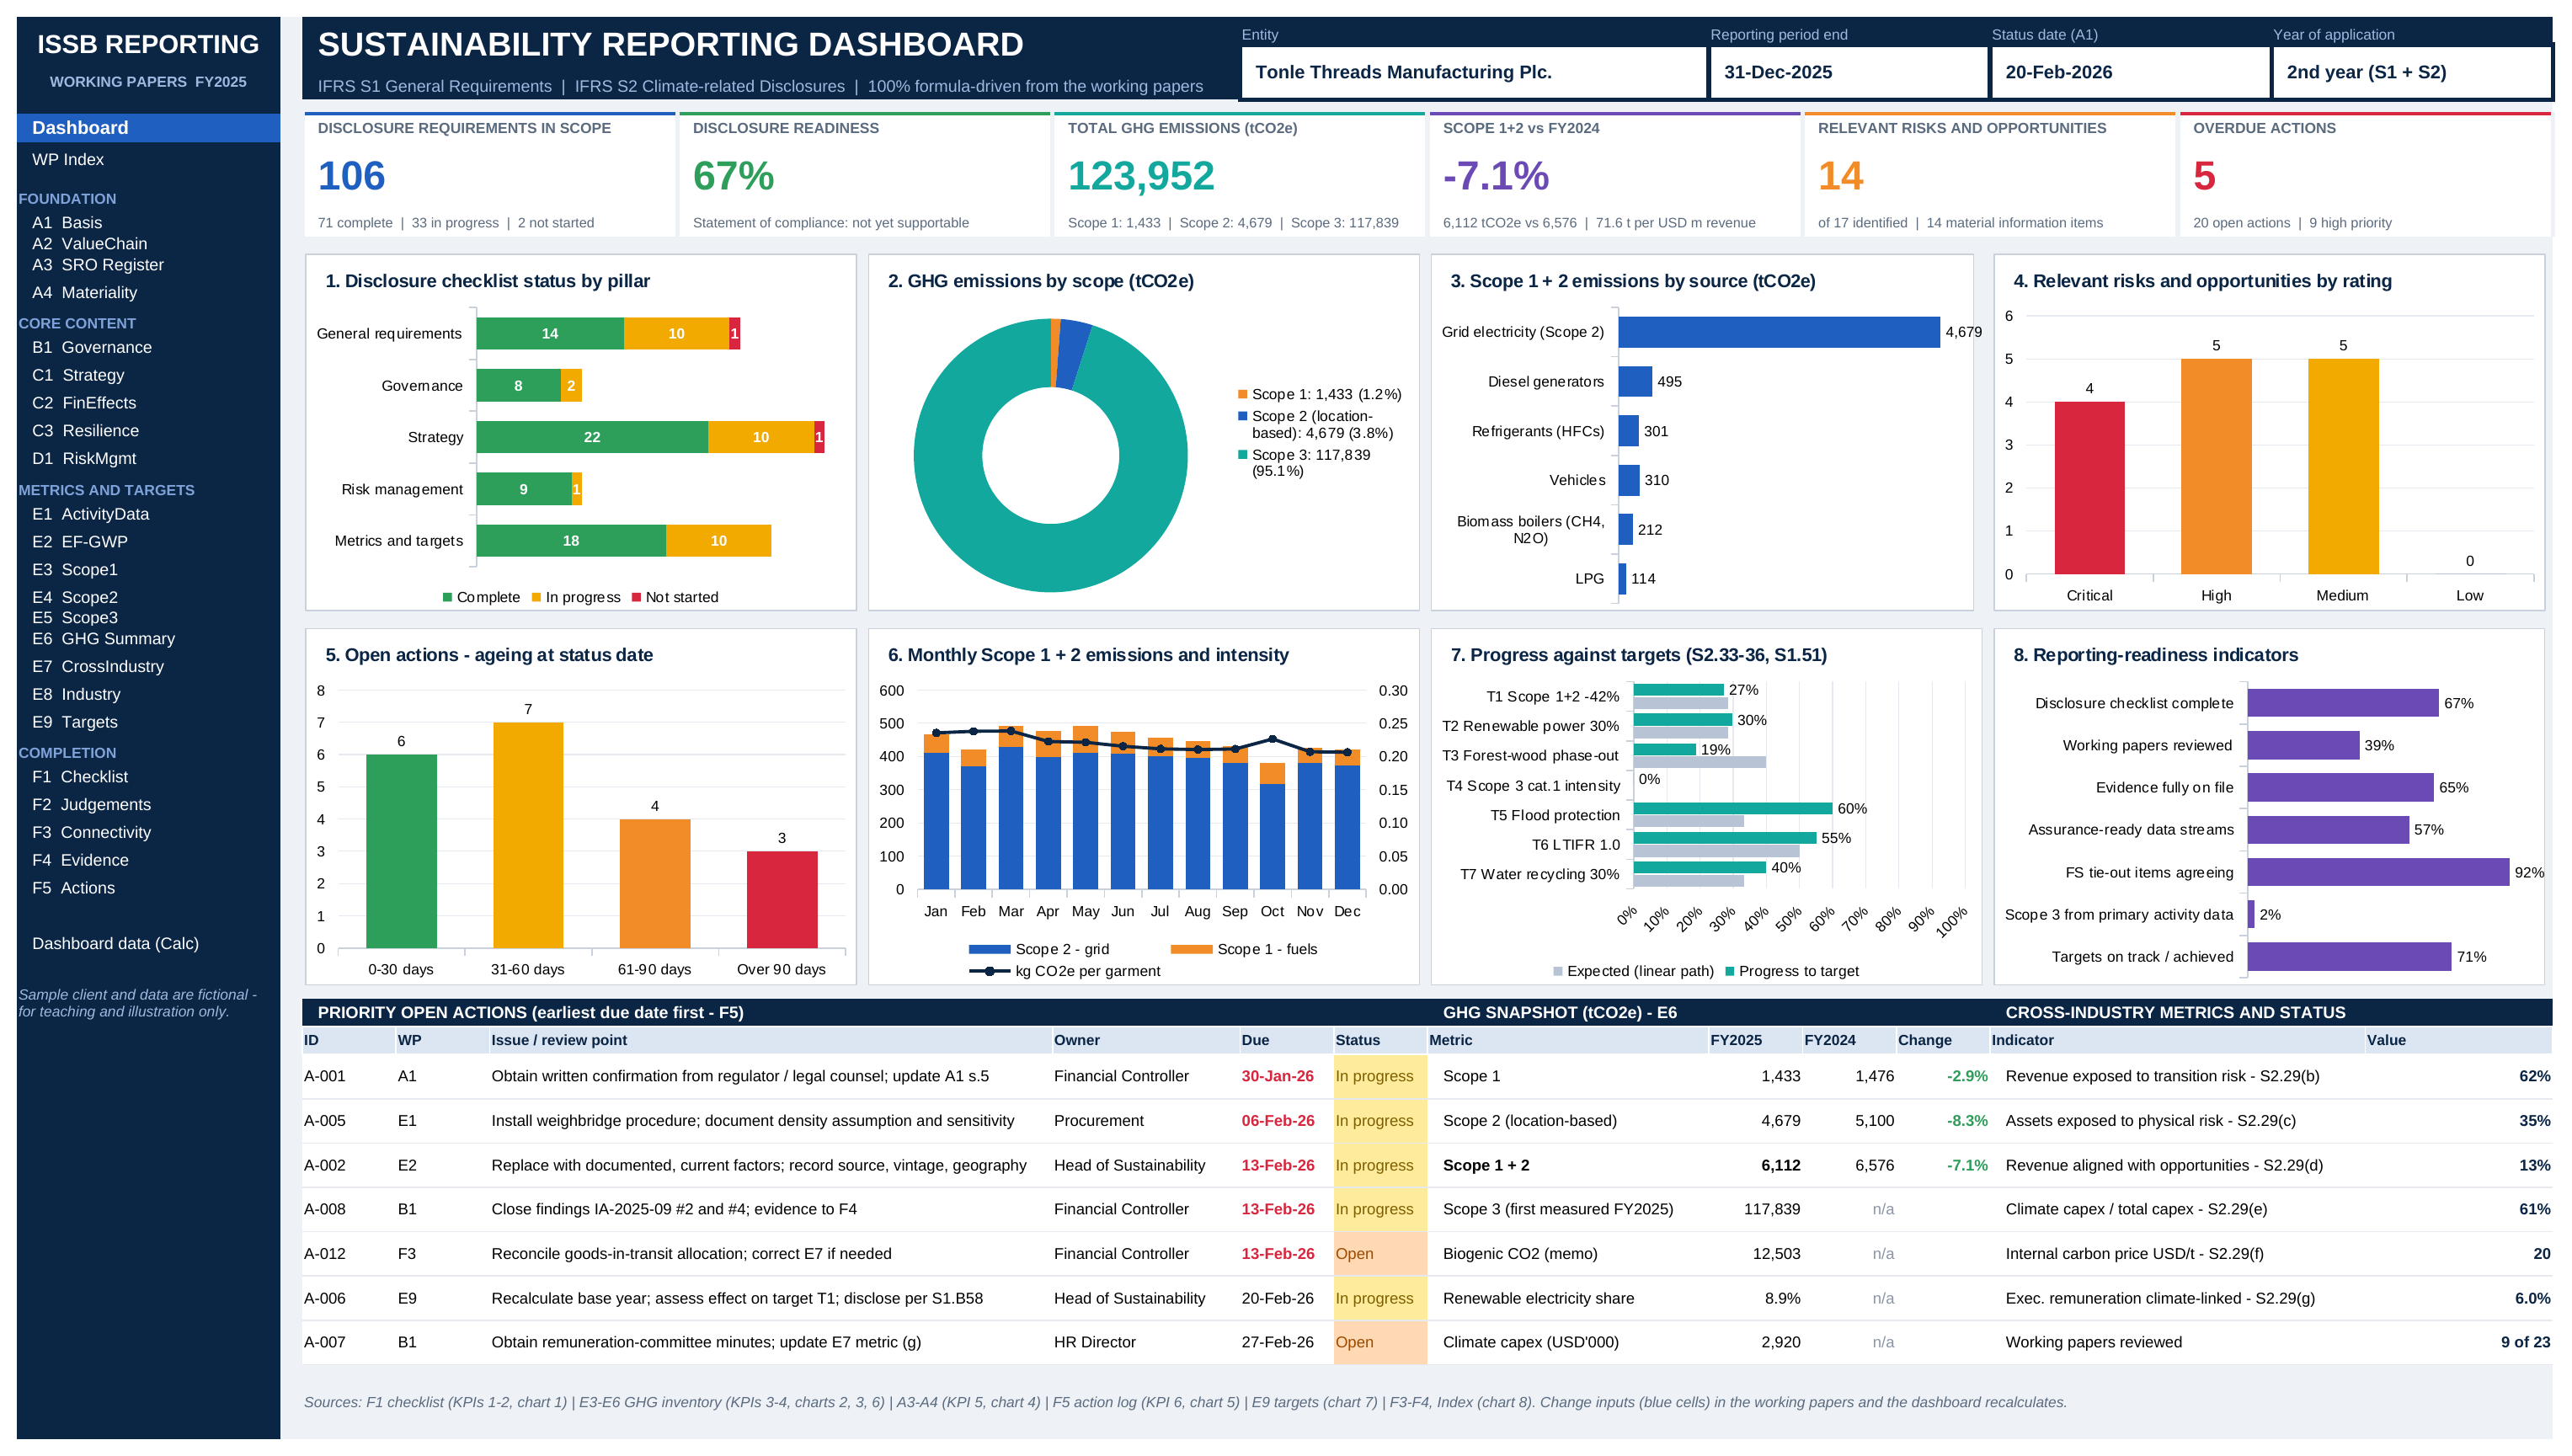 ISSB REPORTING
WORKING PAPERS  FY2025
Dashboard
WP Index
FOUNDATION
A1  Basis
A2  ValueChain
A3  SRO Register
A4  Materiality
CORE CONTENT
B1  Governance
C1  Strategy
C2  FinEffects
C3  Resilience
D1  RiskMgmt
METRICS AND TARGETS
E1  ActivityData
E2  EF-GWP
E3  Scope1
E4  Scope2
E5  Scope3
E6  GHG Summary
E7  CrossIndustry
E8  Industry
E9  Targets
COMPLETION
F1  Checklist
F2  Judgements
F3  Connectivity
F4  Evidence
F5  Actions
Dashboard data (Calc)
Sample client and data are fictional -
for teaching and illustration only.
SUSTAINABILITY REPORTING DASHBOARD
IFRS S1 General Requirements  |  IFRS S2 Climate-related Disclosures  |  100% formula-driven from the working papers
Entity
Tonle Threads Manufacturing Plc.
Reporting period end
31-Dec-2025
Status date (A1)
20-Feb-2026
Year of application
2nd year (S1 + S2)
DISCLOSURE REQUIREMENTS IN SCOPE
106
71 complete  |  33 in progress  |  2 not started
DISCLOSURE READINESS
67%
Statement of compliance: not yet supportable
TOTAL GHG EMISSIONS (tCO2e)
123,952
Scope 1: 1,433  |  Scope 2: 4,679  |  Scope 3: 117,839
SCOPE 1+2 vs FY2024
-7.1%
6,112 tCO2e vs 6,576  |  71.6 t per USD m revenue
RELEVANT RISKS AND OPPORTUNITIES
14
of 17 identified  |  14 material information items
OVERDUE ACTIONS
5
20 open actions  |  9 high priority
1. Disclosure checklist status by pillar
General requirements 14 10 1
Governance 8 2
Strategy 22 10 1
Risk management 9 1
Metrics and targets 18 10
Complete In progress Not started
2. GHG emissions by scope (tCO2e)
Scope 1: 1,433 (1.2%)
Scope 2 (location-
based): 4,679 (3.8%)
Scope 3: 117,839
(95.1%)
3. Scope 1 + 2 emissions by source (tCO2e)
Grid electricity (Scope 2) 4,679
Diesel generators 495
Refrigerants (HFCs) 301
Vehicles 310
Biomass boilers (CH4,
N2O) 212
LPG 114
4. Relevant risks and opportunities by rating
6
5
4
3
2
1
0
4 5 5 0
Critical High Medium Low
5. Open actions - ageing at status date
8
7
6
5
4
3
2
1
0
6 7 4 3
0-30 days 31-60 days 61-90 days Over 90 days
6. Monthly Scope 1 + 2 emissions and intensity
600 0.30
500 0.25
400 0.20
300 0.15
200 0.10
100 0.05
0 0.00
Jan Feb Mar Apr May Jun Jul Aug Sep Oct Nov Dec
Scope 2 - grid Scope 1 - fuels
kg CO2e per garment
7. Progress against targets (S2.33-36, S1.51)
T1 Scope 1+2 -42% 27%
T2 Renewable power 30% 30%
T3 Forest-wood phase-out 19%
T4 Scope 3 cat.1 intensity 0%
T5 Flood protection 60%
T6 LTIFR 1.0 55%
T7 Water recycling 30% 40%
0% 10% 20% 30% 40% 50% 60% 70% 80% 90% 100%
Expected (linear path) Progress to target
8. Reporting-readiness indicators
Disclosure checklist complete 67%
Working papers reviewed 39%
Evidence fully on file 65%
Assurance-ready data streams 57%
FS tie-out items agreeing 92%
Scope 3 from primary activity data 2%
Targets on track / achieved 71%
PRIORITY OPEN ACTIONS (earliest due date first - F5)
ID WP Issue / review point Owner Due Status
A-001 A1 Obtain written confirmation from regulator / legal counsel; update A1 s.5 Financial Controller 30-Jan-26 In progress
A-005 E1 Install weighbridge procedure; document density assumption and sensitivity Procurement 06-Feb-26 In progress
A-002 E2 Replace with documented, current factors; record source, vintage, geography Head of Sustainability 13-Feb-26 In progress
A-008 B1 Close findings IA-2025-09 #2 and #4; evidence to F4 Financial Controller 13-Feb-26 In progress
A-012 F3 Reconcile goods-in-transit allocation; correct E7 if needed Financial Controller 13-Feb-26 Open
A-006 E9 Recalculate base year; assess effect on target T1; disclose per S1.B58 Head of Sustainability 20-Feb-26 In progress
A-007 B1 Obtain remuneration-committee minutes; update E7 metric (g) HR Director 27-Feb-26 Open
GHG SNAPSHOT (tCO2e) - E6
Metric FY2025 FY2024 Change
Scope 1 1,433 1,476 -2.9%
Scope 2 (location-based) 4,679 5,100 -8.3%
Scope 1 + 2 6,112 6,576 -7.1%
Scope 3 (first measured FY2025) 117,839 n/a
Biogenic CO2 (memo) 12,503 n/a
Renewable electricity share 8.9% n/a
Climate capex (USD'000) 2,920 n/a
CROSS-INDUSTRY METRICS AND STATUS
Indicator Value
Revenue exposed to transition risk - S2.29(b) 62%
Assets exposed to physical risk - S2.29(c) 35%
Revenue aligned with opportunities - S2.29(d) 13%
Climate capex / total capex - S2.29(e) 61%
Internal carbon price USD/t - S2.29(f) 20
Exec. remuneration climate-linked - S2.29(g) 6.0%
Working papers reviewed 9 of 23
Sources: F1 checklist (KPIs 1-2, chart 1) | E3-E6 GHG inventory (KPIs 3-4, charts 2, 3, 6) | A3-A4 (KPI 5, chart 4) | F5 action log (KPI 6, chart 5) | E9 targets (chart 7) | F3-F4, Index (chart 8). Change inputs (blue cells) in the working papers and the dashboard recalculates.